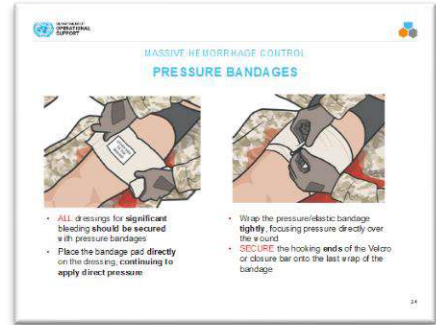 DEPARTMENT OF
OPERATIONAL
SUPPORT
MASSIVE HEMORRHAGE CONTROL
PRESSURE BANDAGES
• ALL dressings for significant
bleeding should be secured
with pressure bandages
• Place the bandage pad directly
on the dressing, continuing to
apply direct pressure
• Wrap the pressure/elastic bandage
tightly, focusing pressure directly over
the wound
• SECURE the hooking ends of the Velcro
or closure bar onto the last wrap of the
bandage